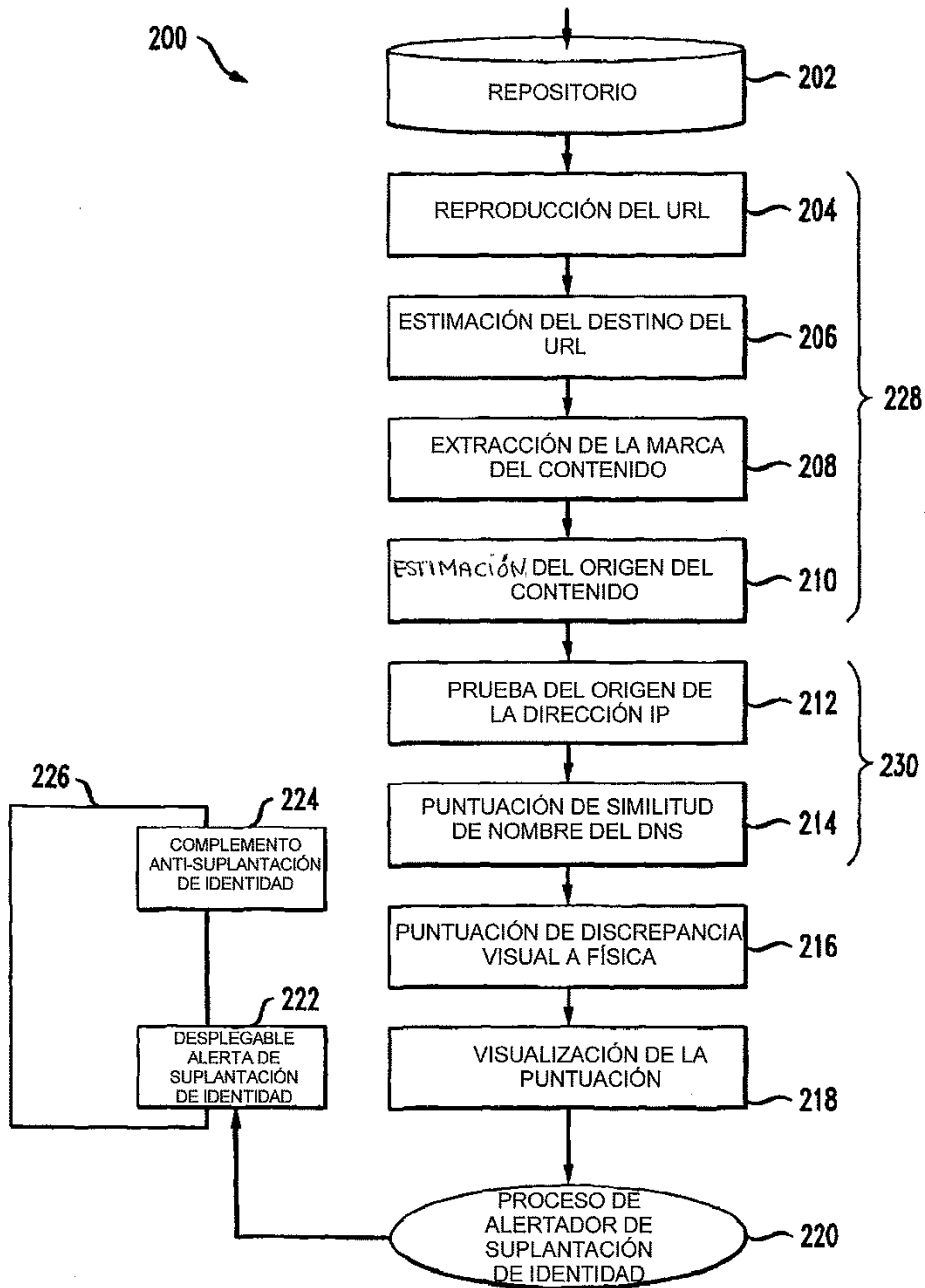 200
REPOSITORIO
202
REPRODUCCIÓN DEL URL
204
ESTIMACIÓN DEL DESTINO DEL
URL
206
228
EXTRACCIÓN DE LA MARCA
DEL CONTENIDO
208
ESTIMACIÓN DEL ORIGEN DEL
CONTENIDO
210
PRUEBA DEL ORIGEN DE
LA DIRECCIÓN IP
212
230
PUNTUACIÓN DE SIMILITUD
DE NOMBRE DEL DNS
214
226
224
COMPLEMENTO
ANTI-SUPLANTACIÓN
DE IDENTIDAD
PUNTUACIÓN DE DISCREPANCIA
VISUAL A FÍSICA
216
222
DESPLEGABLE
ALERTA DE
SUPLANTACIÓN
DE IDENTIDAD
VISUALIZACIÓN DE LA
PUNTUACIÓN
218
PROCESO DE
ALERTADOR DE
SUPLANTACIÓN
DE IDENTIDAD
220